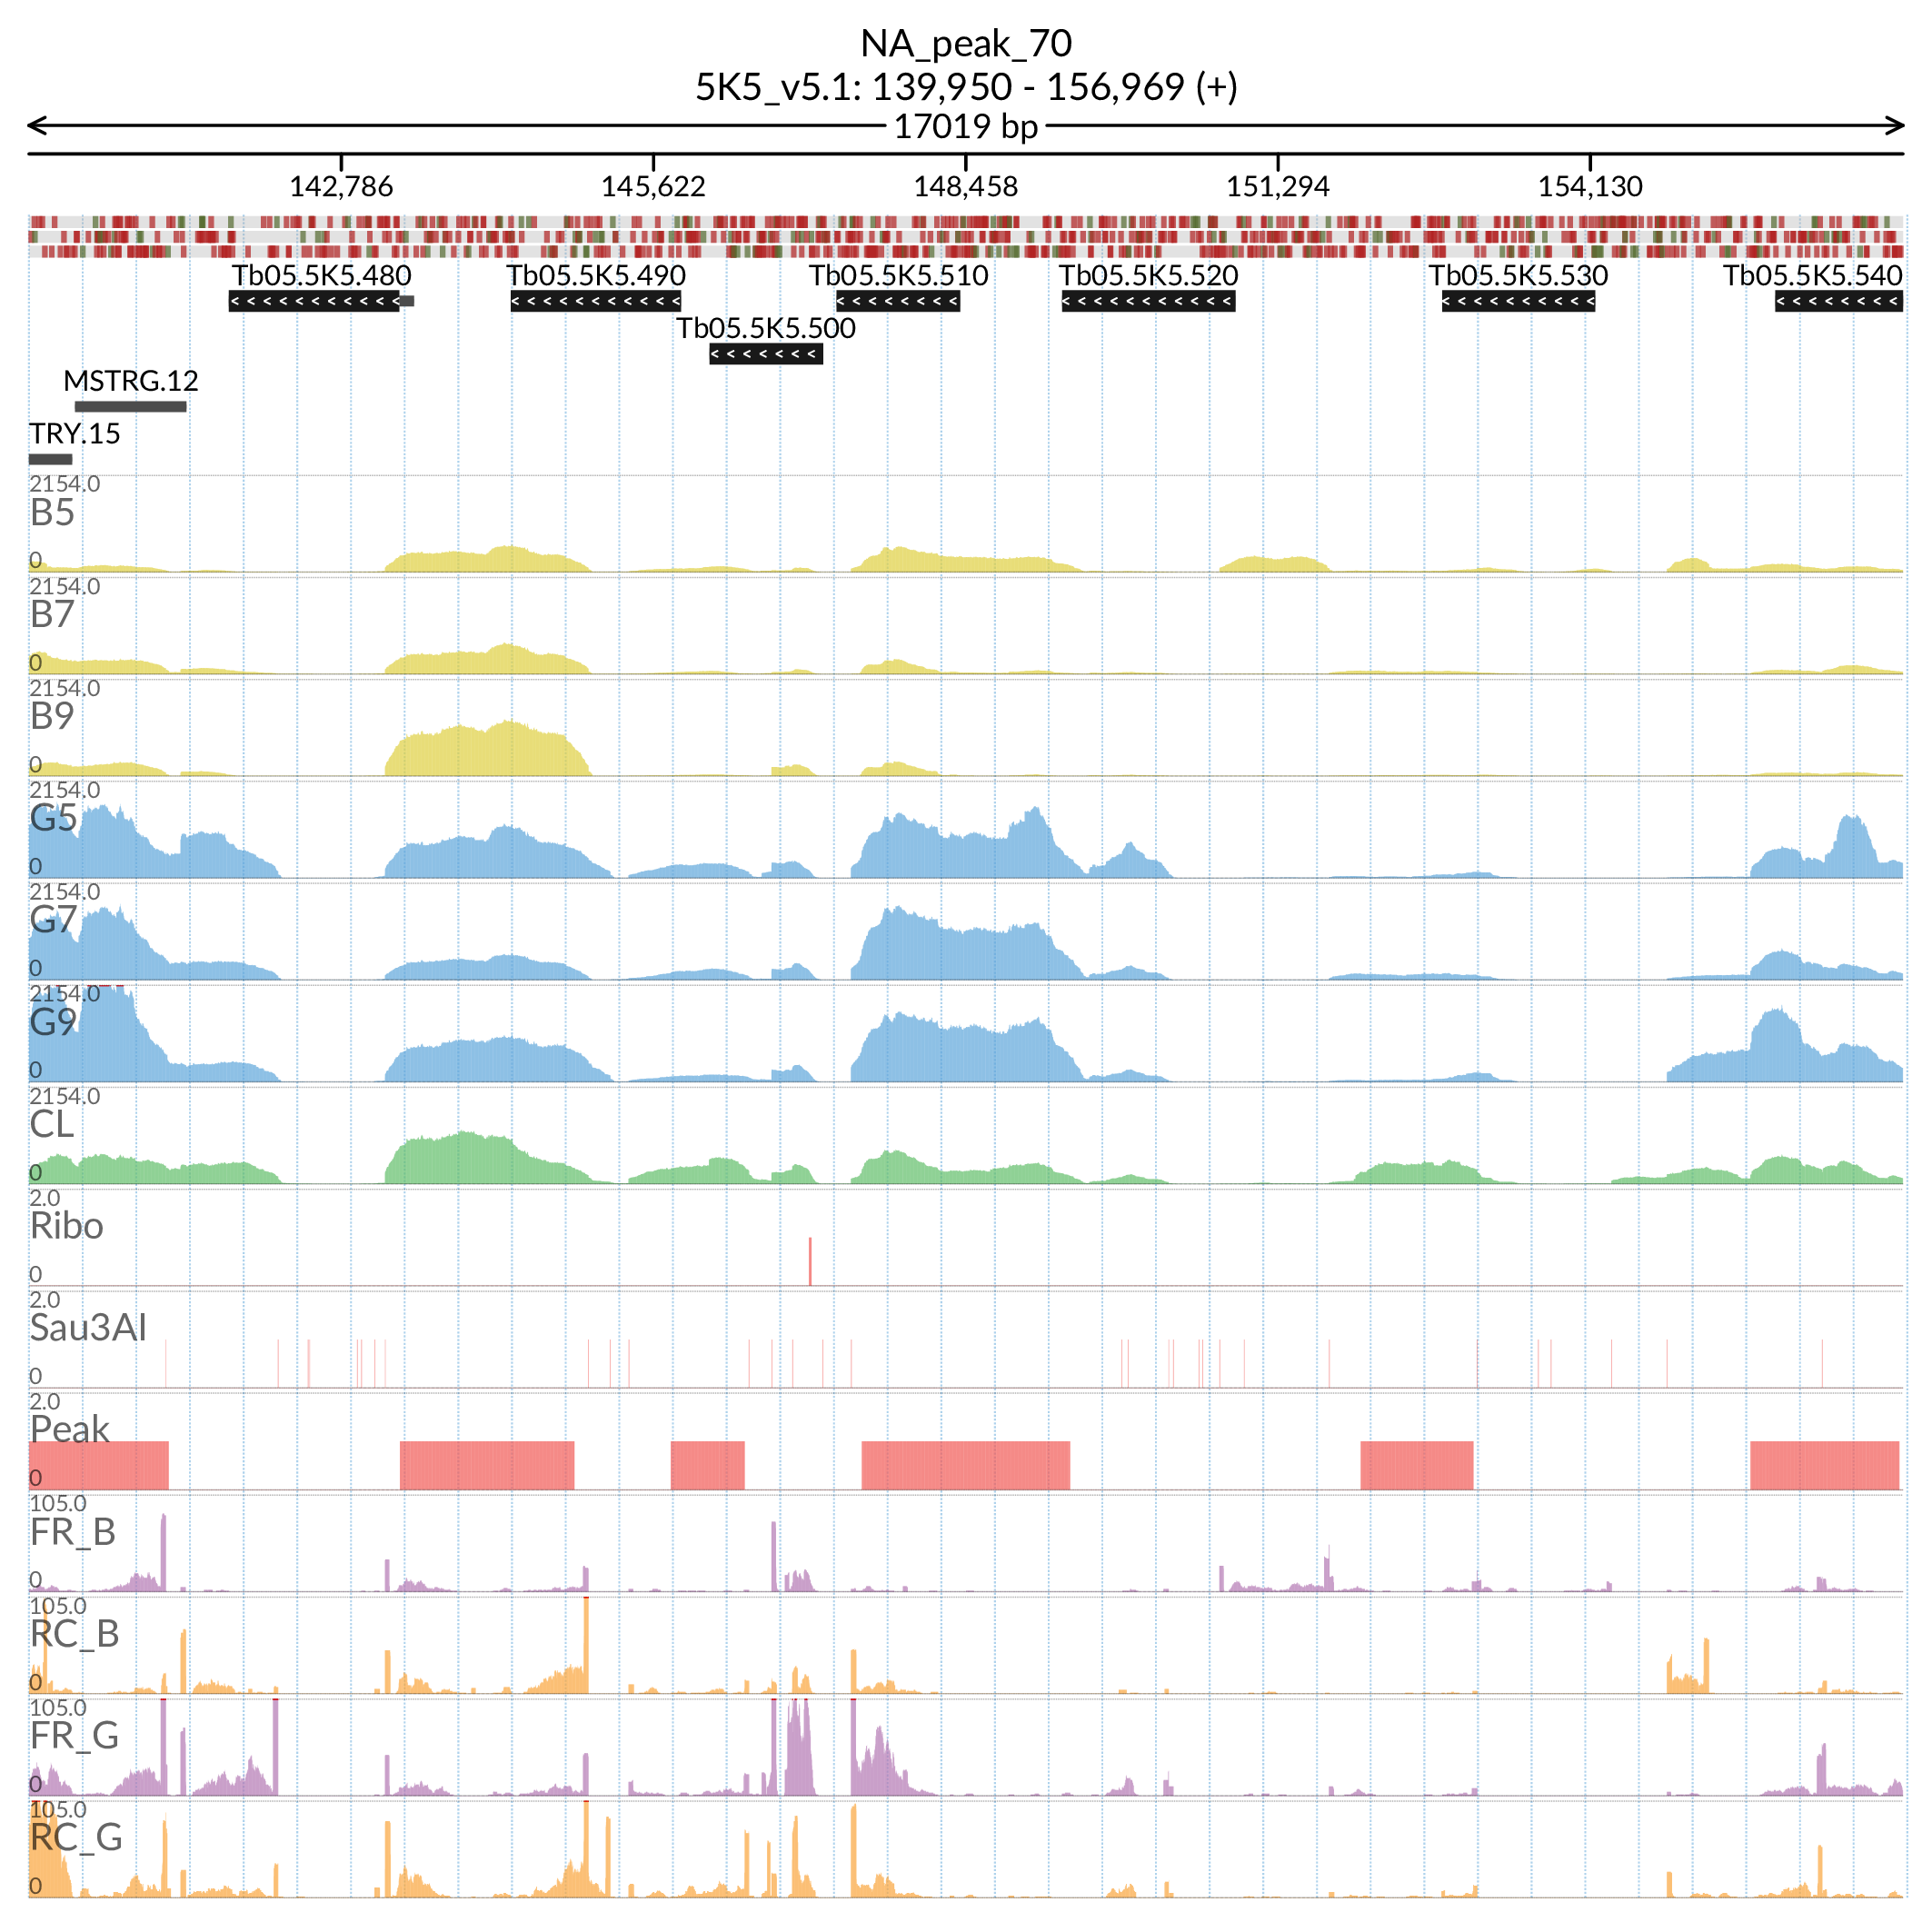 NA_peak_70
5K5_v5.1: 139,950 - 156,969 (+)
17019 bp
142,786 145,622 148,458 151,294 154,130
Tb05.5K5.480 Tb05.5K5.490 Tb05.5K5.510 Tb05.5K5.520 Tb05.5K5.530 Tb05.5K5.540
Tb05.5K5.500
MSTRG.12
TRY.15
2154.0
B5
0
2154.0
B7
0
2154.0
B9
0
2154.0
G5
0
2154.0
G7
0
2154.0
G9
0
2154.0
CL
0
2.0
Ribo
0
2.0
Sau3AI
0
2.0
Peak
0
105.0
FR_B
0
105.0
RC_B
0
105.0
FR_G
0
105.0
RC_G
0